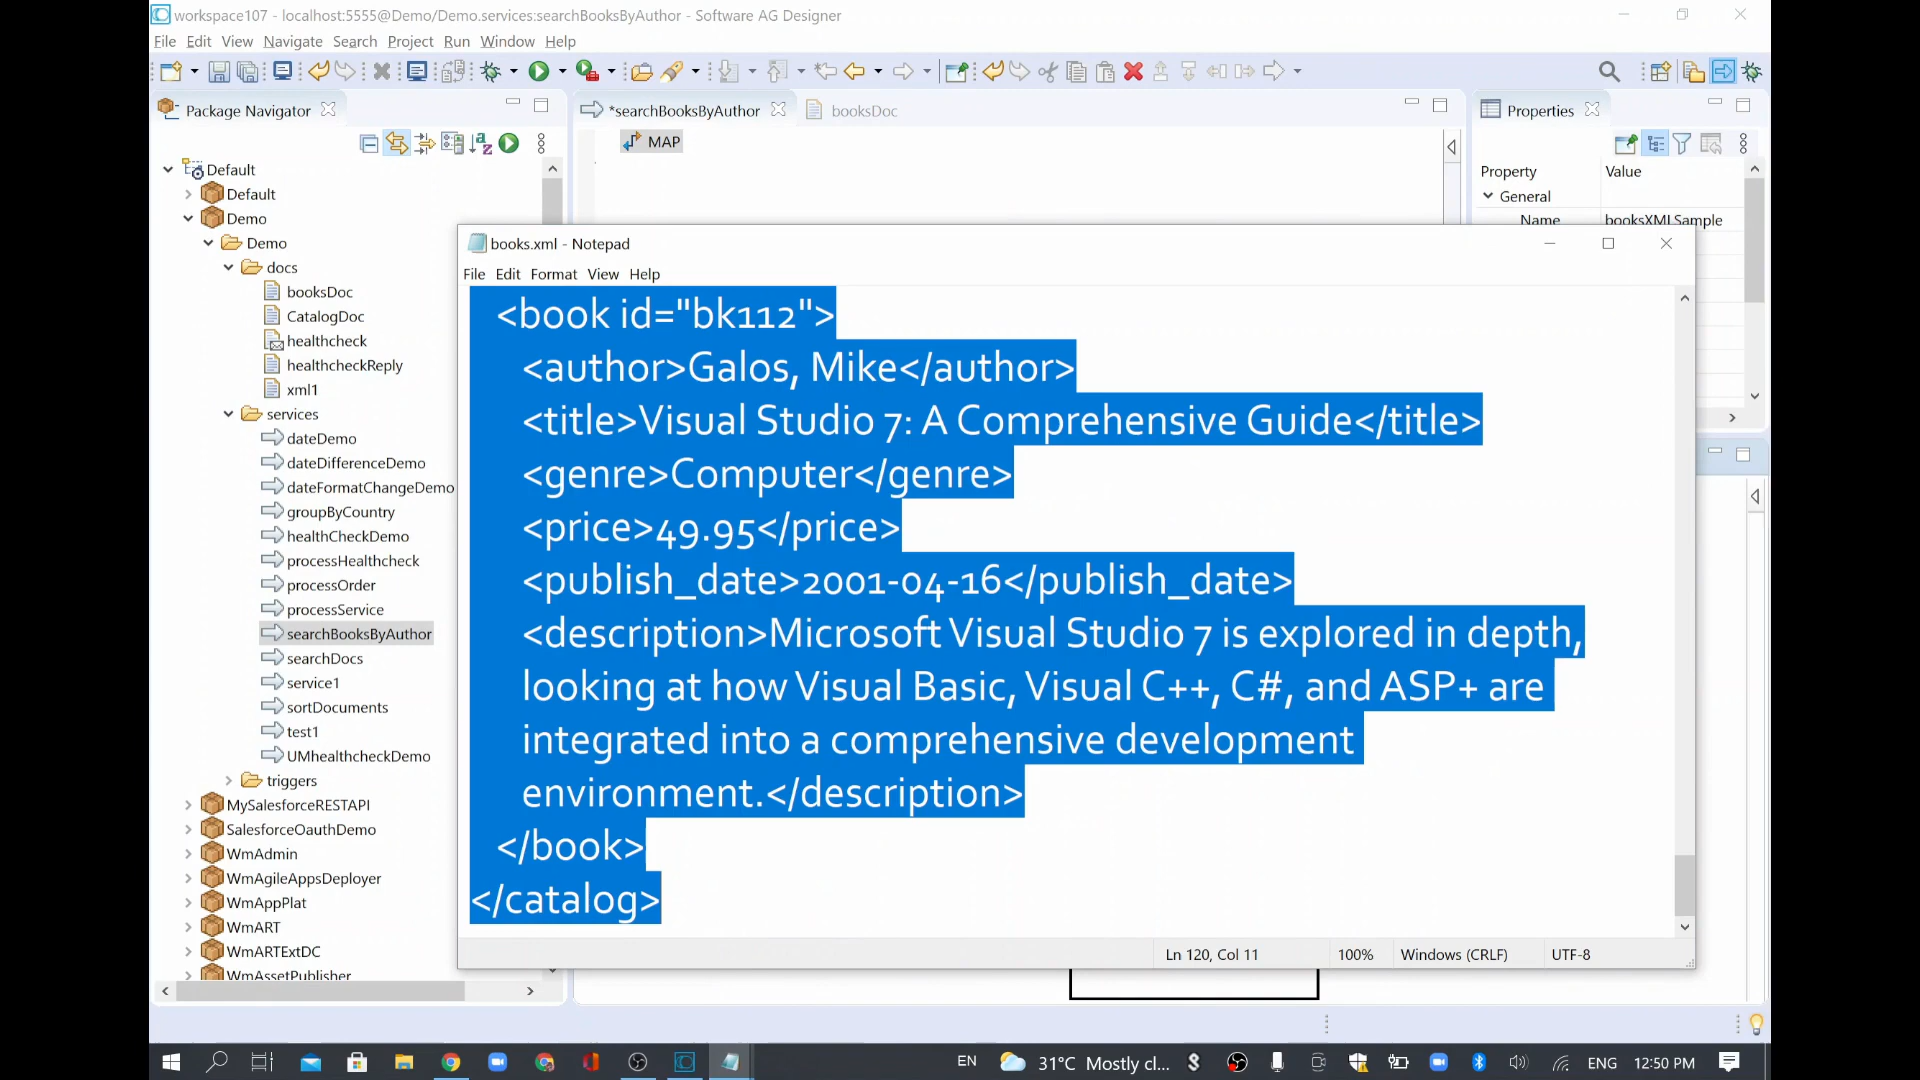 workspace107 - localhost:5555@Demo/Demo.services:searchBooksByAuthor - Software AG Designer
File Edit View Navigate Search Project Run Window Help
Package Navigator
*searchBooksByAuthor
booksDoc
Properties
MAP
Property Value
General
Name booksXMLSample
Default
Default
Demo
Demo
docs
booksDoc
CatalogDoc
healthcheck
healthcheckReply
xml1
services
dateDemo
dateDifferenceDemo
dateFormatChangeDemo
groupByCountry
healthCheckDemo
processHealthcheck
processOrder
processService
searchBooksByAuthor
searchDocs
service1
sortDocuments
test1
UMhealthcheckDemo
triggers
MySalesforceRESTAPI
SalesforceOauthDemo
WmAdmin
WmAgileAppsDeployer
WmAppPlat
WmART
WmARTExtDC
WmAssetPublisher
books.xml - Notepad
File Edit Format View Help
<book id="bk112">
<author>Galos, Mike</author>
<title>Visual Studio 7: A Comprehensive Guide</title>
<genre>Computer</genre>
<price>49.95</price>
<publish_date>2001-04-16</publish_date>
<description>Microsoft Visual Studio 7 is explored in depth,
looking at how Visual Basic, Visual C++, C#, and ASP+ are
integrated into a comprehensive development
environment.</description>
</book>
</catalog>
Ln 120, Col 11 100% Windows (CRLF) UTF-8
EN 31°C Mostly cl... ENG 12:50 PM